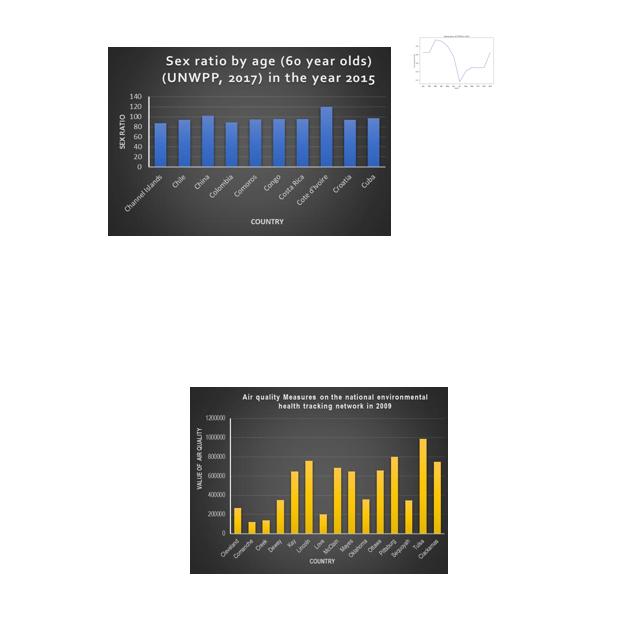 Sex ratio by age (60 year olds)
(UNWPP, 2017) in the year 2015
SEX RATIO
140
120
100
80
60
40
20
0
Channel Islands
Chile
China
Colombia
Comoros
Congo
Costa Rica
Cote d'Ivoire
Croatia
Cuba
COUNTRY
Air quality Measures on the national environmental
health tracking network in 2009
VALUE OF AIR QUALITY
1200000
1000000
800000
600000
400000
200000
0
Cleveland
Comanche
Creek
Dewey
Kay
Lincoln
Love
McClain
Mayes
Oklahoma
Ottawa
Pittsburg
Sequoyah
Tulsa
Clackamas
COUNTRY